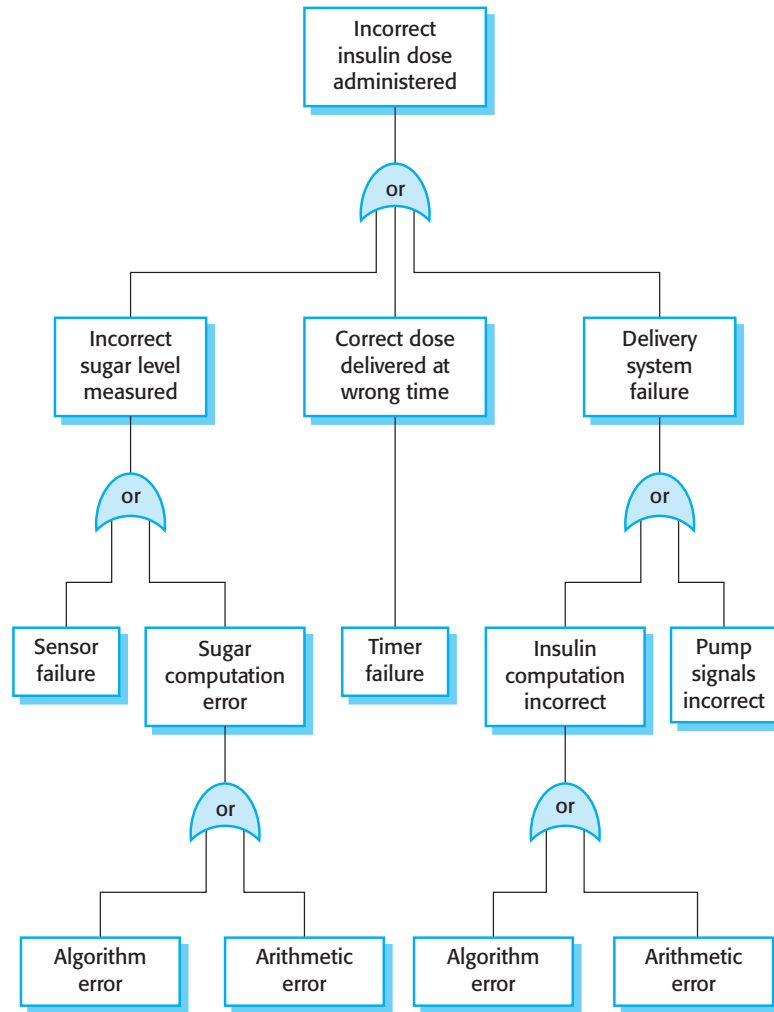 Incorrect
insulin dose
administered
or
Incorrect
sugar level
measured
Correct dose
delivered at
wrong time
Delivery
system
failure
or
or
Sensor
failure
Sugar
computation
error
Timer
failure
Insulin
computation
incorrect
Pump
signals
incorrect
or
or
Algorithm
error
Arithmetic
error
Algorithm
error
Arithmetic
error